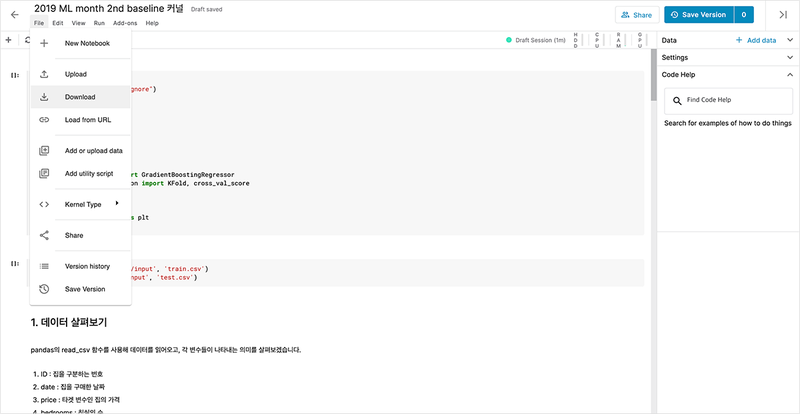 2019 ML month 2nd baseline 커널 Draft saved
File Edit View Run Add-ons Help
Share
Save Version 0
Draft Session (1m)
HDD CPU RAM GPU
Data
Add data
Settings
Code Help
Find Code Help
Search for examples of how to do things
New Notebook
Upload
Download
Load from URL
Add or upload data
Add utility script
Kernel Type
Share
Version history
Save Version
[]:
gnore")
rt GradientBoostingRegressor
on import KFold, cross_val_score
s plt
[]:
/input', 'train.csv')
nput', 'test.csv')
1. 데이터 살펴보기
pandas의 read_csv 함수를 사용해 데이터를 읽어오고, 각 변수들이 나타내는 의미를 살펴보겠습니다.
1. ID : 집을 구분하는 번호
2. date : 집을 구매한 날짜
3. price : 타겟 변수인 집의 가격
4. bedrooms : 침실의 수